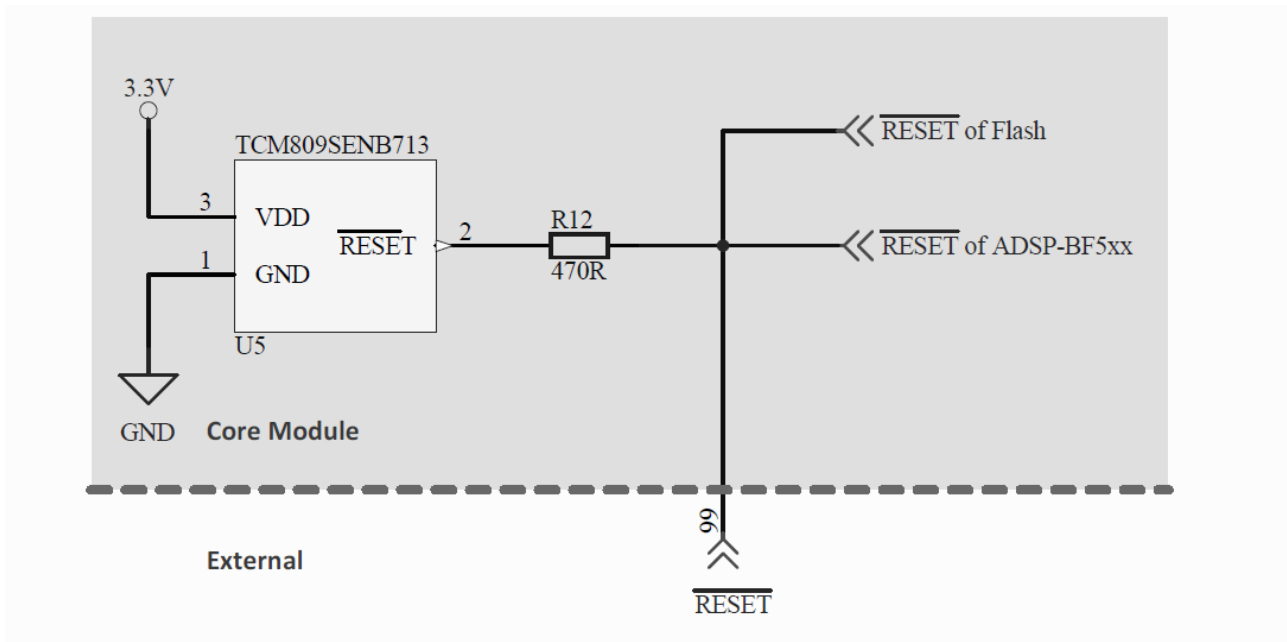 3.3V
TCM809SENB713
3 VDD
RESET 2
1 GND
U5
R12
470R
RESET of Flash
RESET of ADSP-BF5xx
GND
Core Module
99
External
RESET